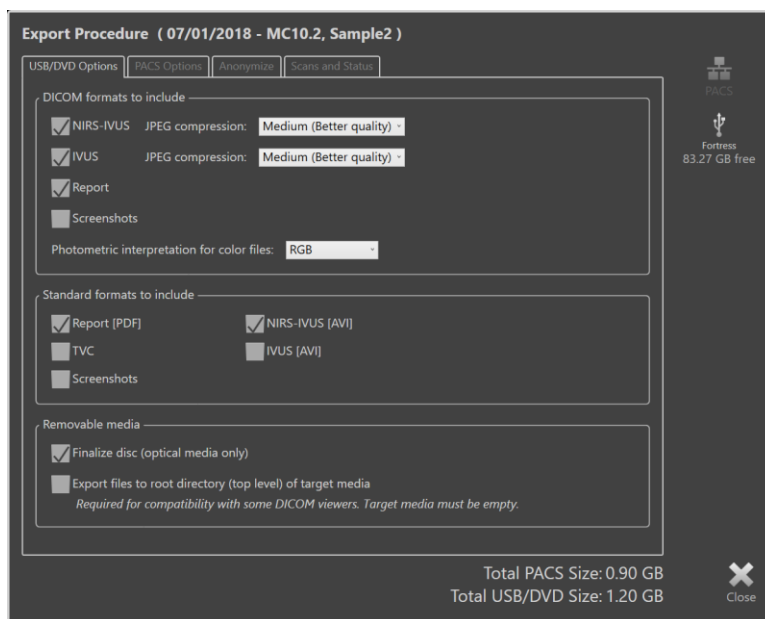 Export Procedure ( 07/01/2018 - MC10.2, Sample2 )
USB/DVD Options PACS Options Anonymize Scans and Status
PACS
Fortress
83.27 GB free
DICOM formats to include
NIRS-IVUS JPEG compression: Medium (Better quality)
IVUS JPEG compression: Medium (Better quality)
Report
Screenshots
Photometric interpretation for color files: RGB
Standard formats to include
Report [PDF] NIRS-IVUS [AVI]
TVC IVUS [AVI]
Screenshots
Removable media
Finalize disc (optical media only)
Export files to root directory (top level) of target media
Required for compatibility with some DICOM viewers. Target media must be empty.
Total PACS Size: 0.90 GB
Total USB/DVD Size: 1.20 GB
Close